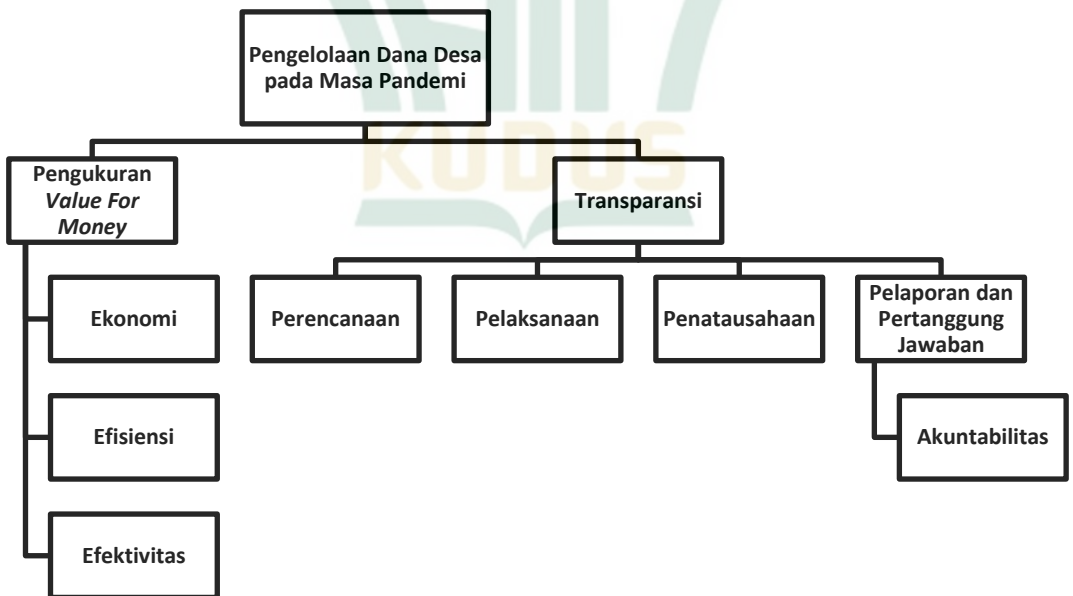 Pengelolaan Dana Desa
pada Masa Pandemi
KUDUS
Pengukuran
Value For
Money
Transparansi
Ekonomi
Perencanaan
Pelaksanaan
Penatausahaan
Pelaporan dan
Pertanggung
Jawaban
Efisiensi
Akuntabilitas
Efektivitas